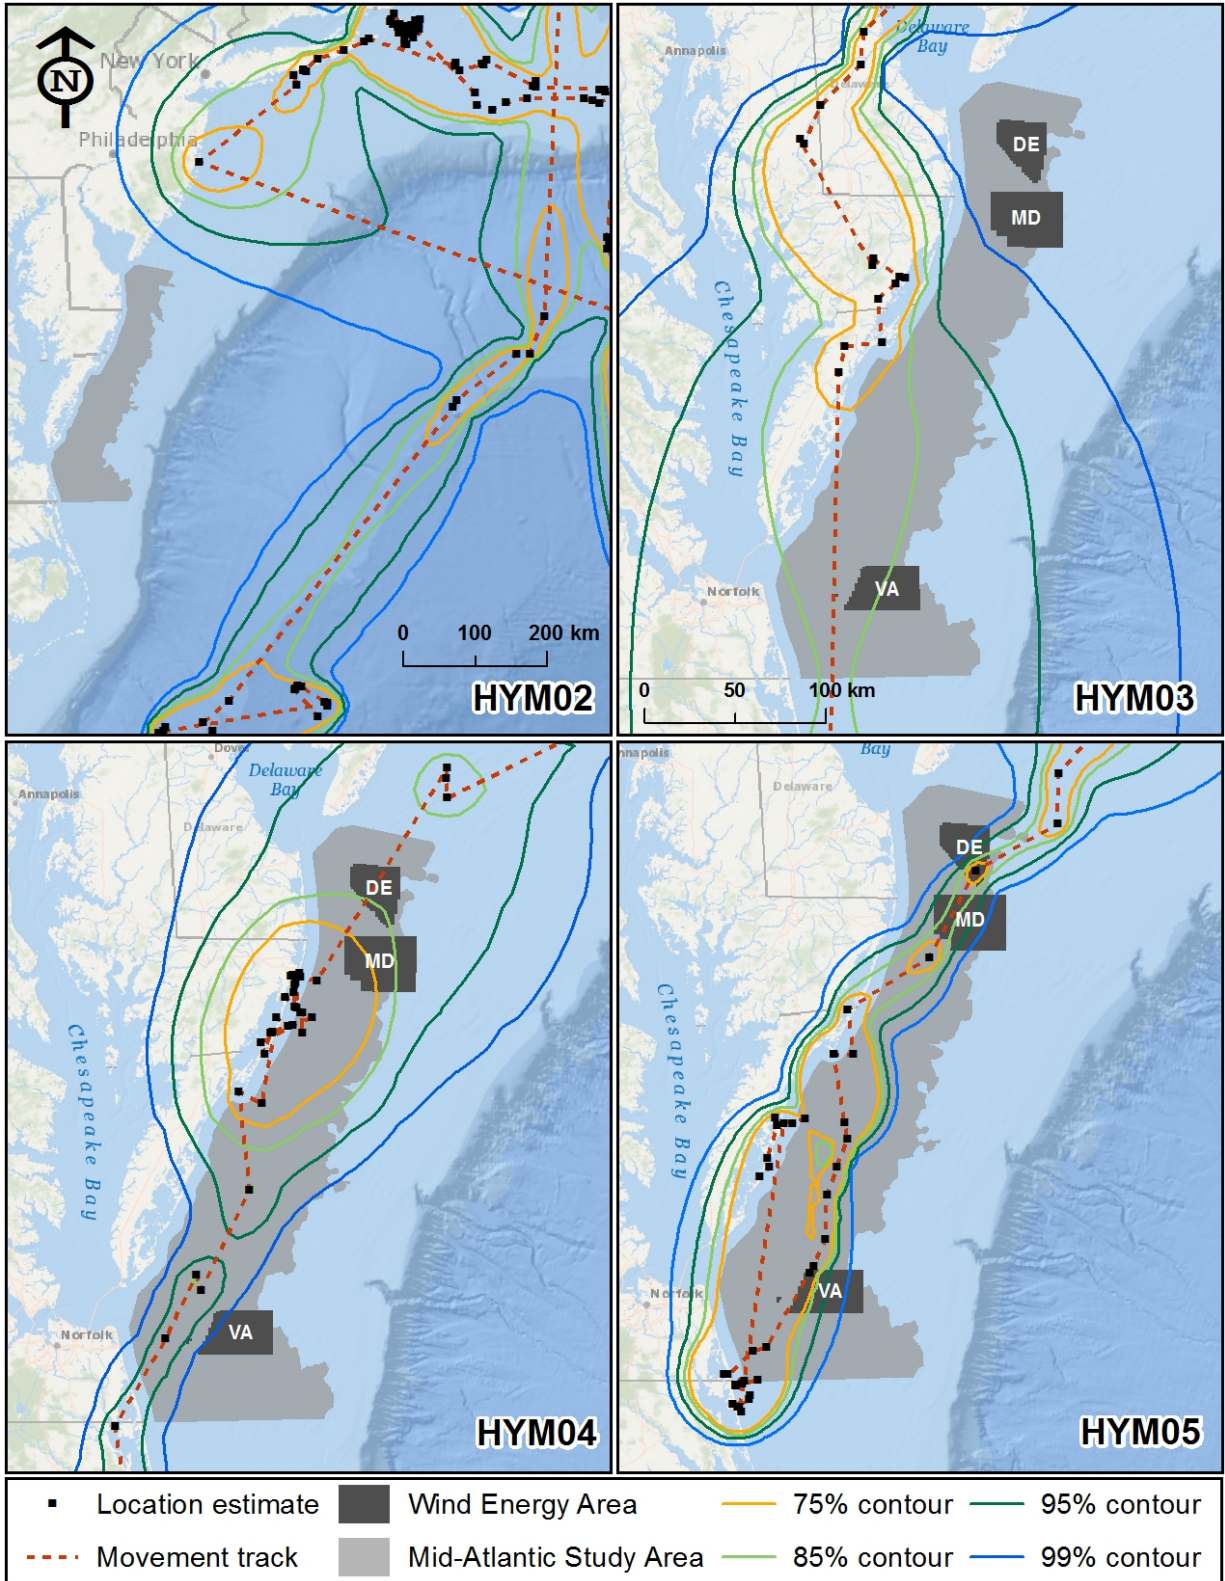 N
New York
Philadelphia
0 100 200 km
HYM02
Annapolis
Delaware
Bay
Delaware
DE
MD
Chesapeake Bay
VA
Norfolk
0 50 100 km
HYM03
Dover
Delaware
Bay
Annapolis
Delaware
DE
MD
Chesapeake Bay
VA
Norfolk
HYM04
nnapolis
Bay
Delaware
DE
MD
Chesapeake Bay
VA
Norfolk
HYM05
Location estimate Wind Energy Area 75% contour 95% contour
Movement track Mid-Atlantic Study Area 85% contour 99% contour